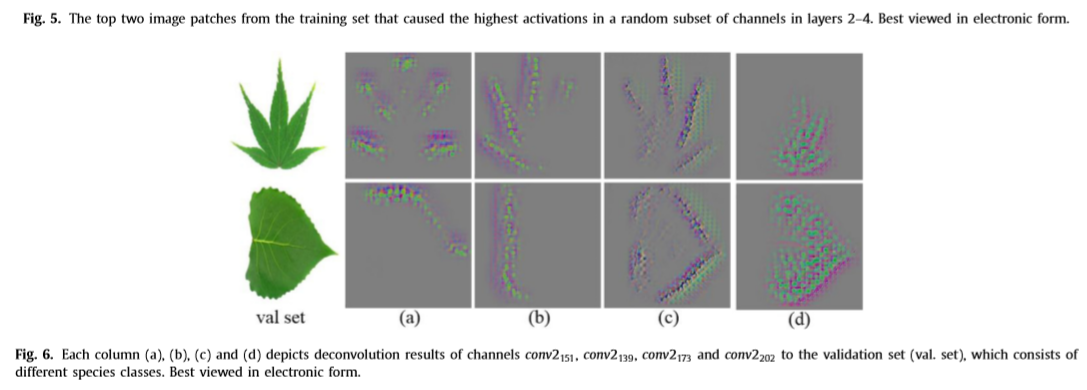 Fig. 5. The top two image patches from the training set that caused the highest activations in a random subset of channels in layers 2–4. Best viewed in electronic form.
val set (a) (b) (c) (d)
Fig. 6. Each column (a), (b), (c) and (d) depicts deconvolution results of channels conv2₁₅₁, conv2₁₃₉, conv2₁₇₃ and conv2₂₀₂ to the validation set (val. set), which consists of
different species classes. Best viewed in electronic form.